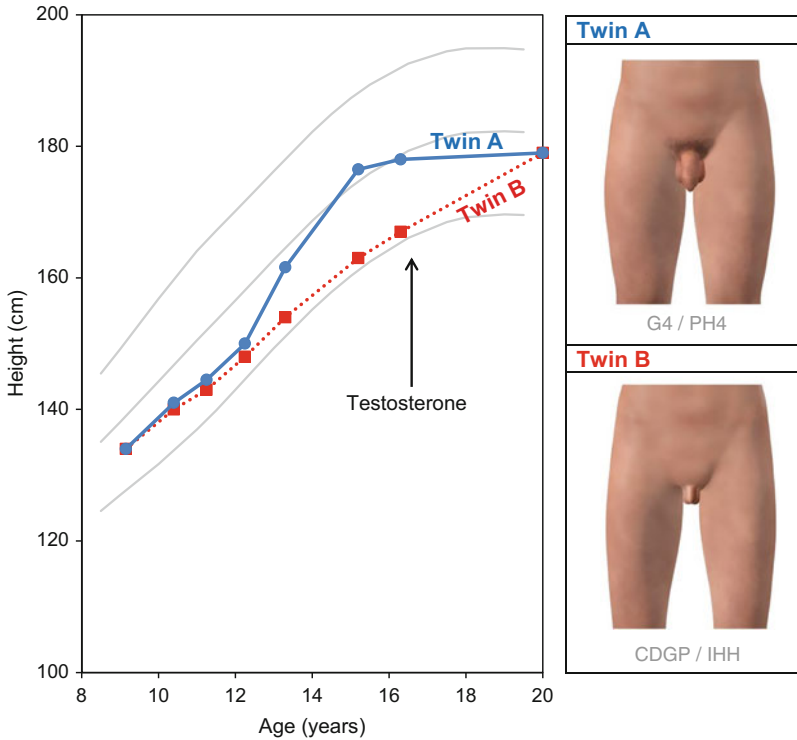 200
180
160
140
120
100
8
10
12
14
16
18
20
Height (cm)
Age (years)
Twin A
Twin B
Testosterone
Twin A
G4 / PH4
Twin B
CDGP / IHH